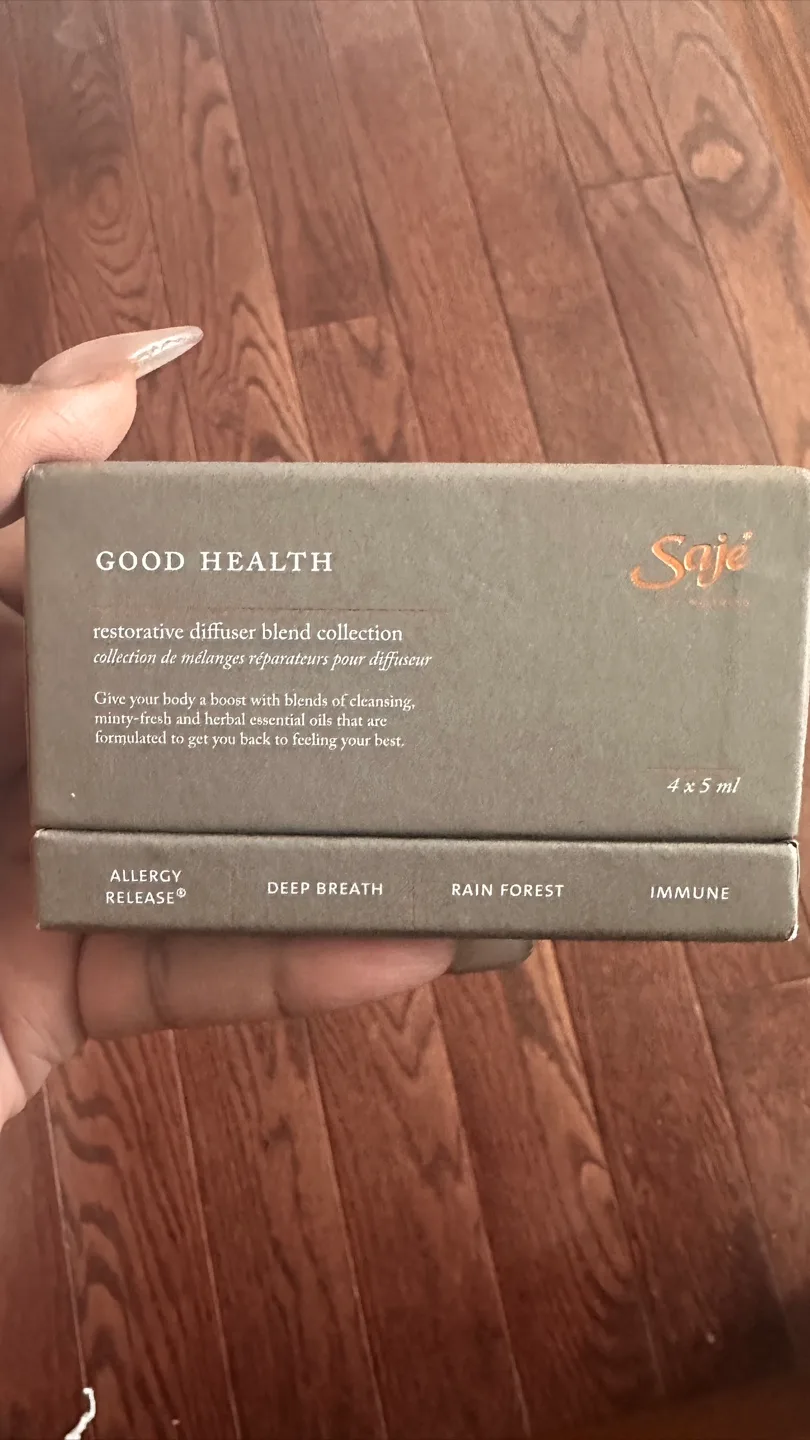 GOOD HEALTH
Saje
restorative diffuser blend collection
collection de mélanges réparateurs pour diffuseur
Give your body a boost with blends of cleansing,
minty-fresh and herbal essential oils that are
formulated to get you back to feeling your best.
4 x 5 ml
ALLERGY
RELEASE®
DEEP BREATH
RAIN FOREST
IMMUNE